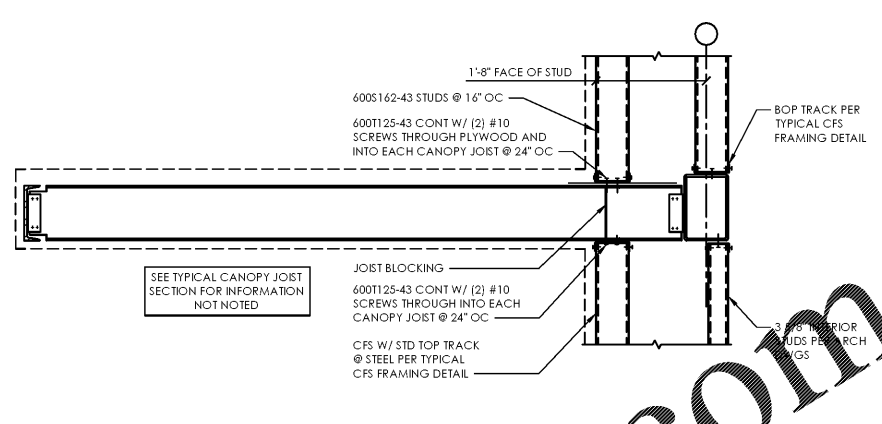 1'-8" FACE OF STUD
600S162-43 STUDS @ 16" OC
600T125-43 CONT W/ (2) #10
SCREWS THROUGH PLYWOOD AND
INTO EACH CANOPY JOIST @ 24" OC
BOP TRACK PER
TYPICAL CFS
FRAMING DETAIL
SEE TYPICAL CANOPY JOIST
SECTION FOR INFORMATION
NOT NOTED
JOIST BLOCKING
600T125-43 CONT W/ (2) #10
SCREWS THROUGH INTO EACH
CANOPY JOIST @ 24" OC
CFS W/ STD TOP TRACK
@ STEEL PER TYPICAL
CFS FRAMING DETAIL
3 5/8" INTERIOR
STUDS PER ARCH
DWGS
.com